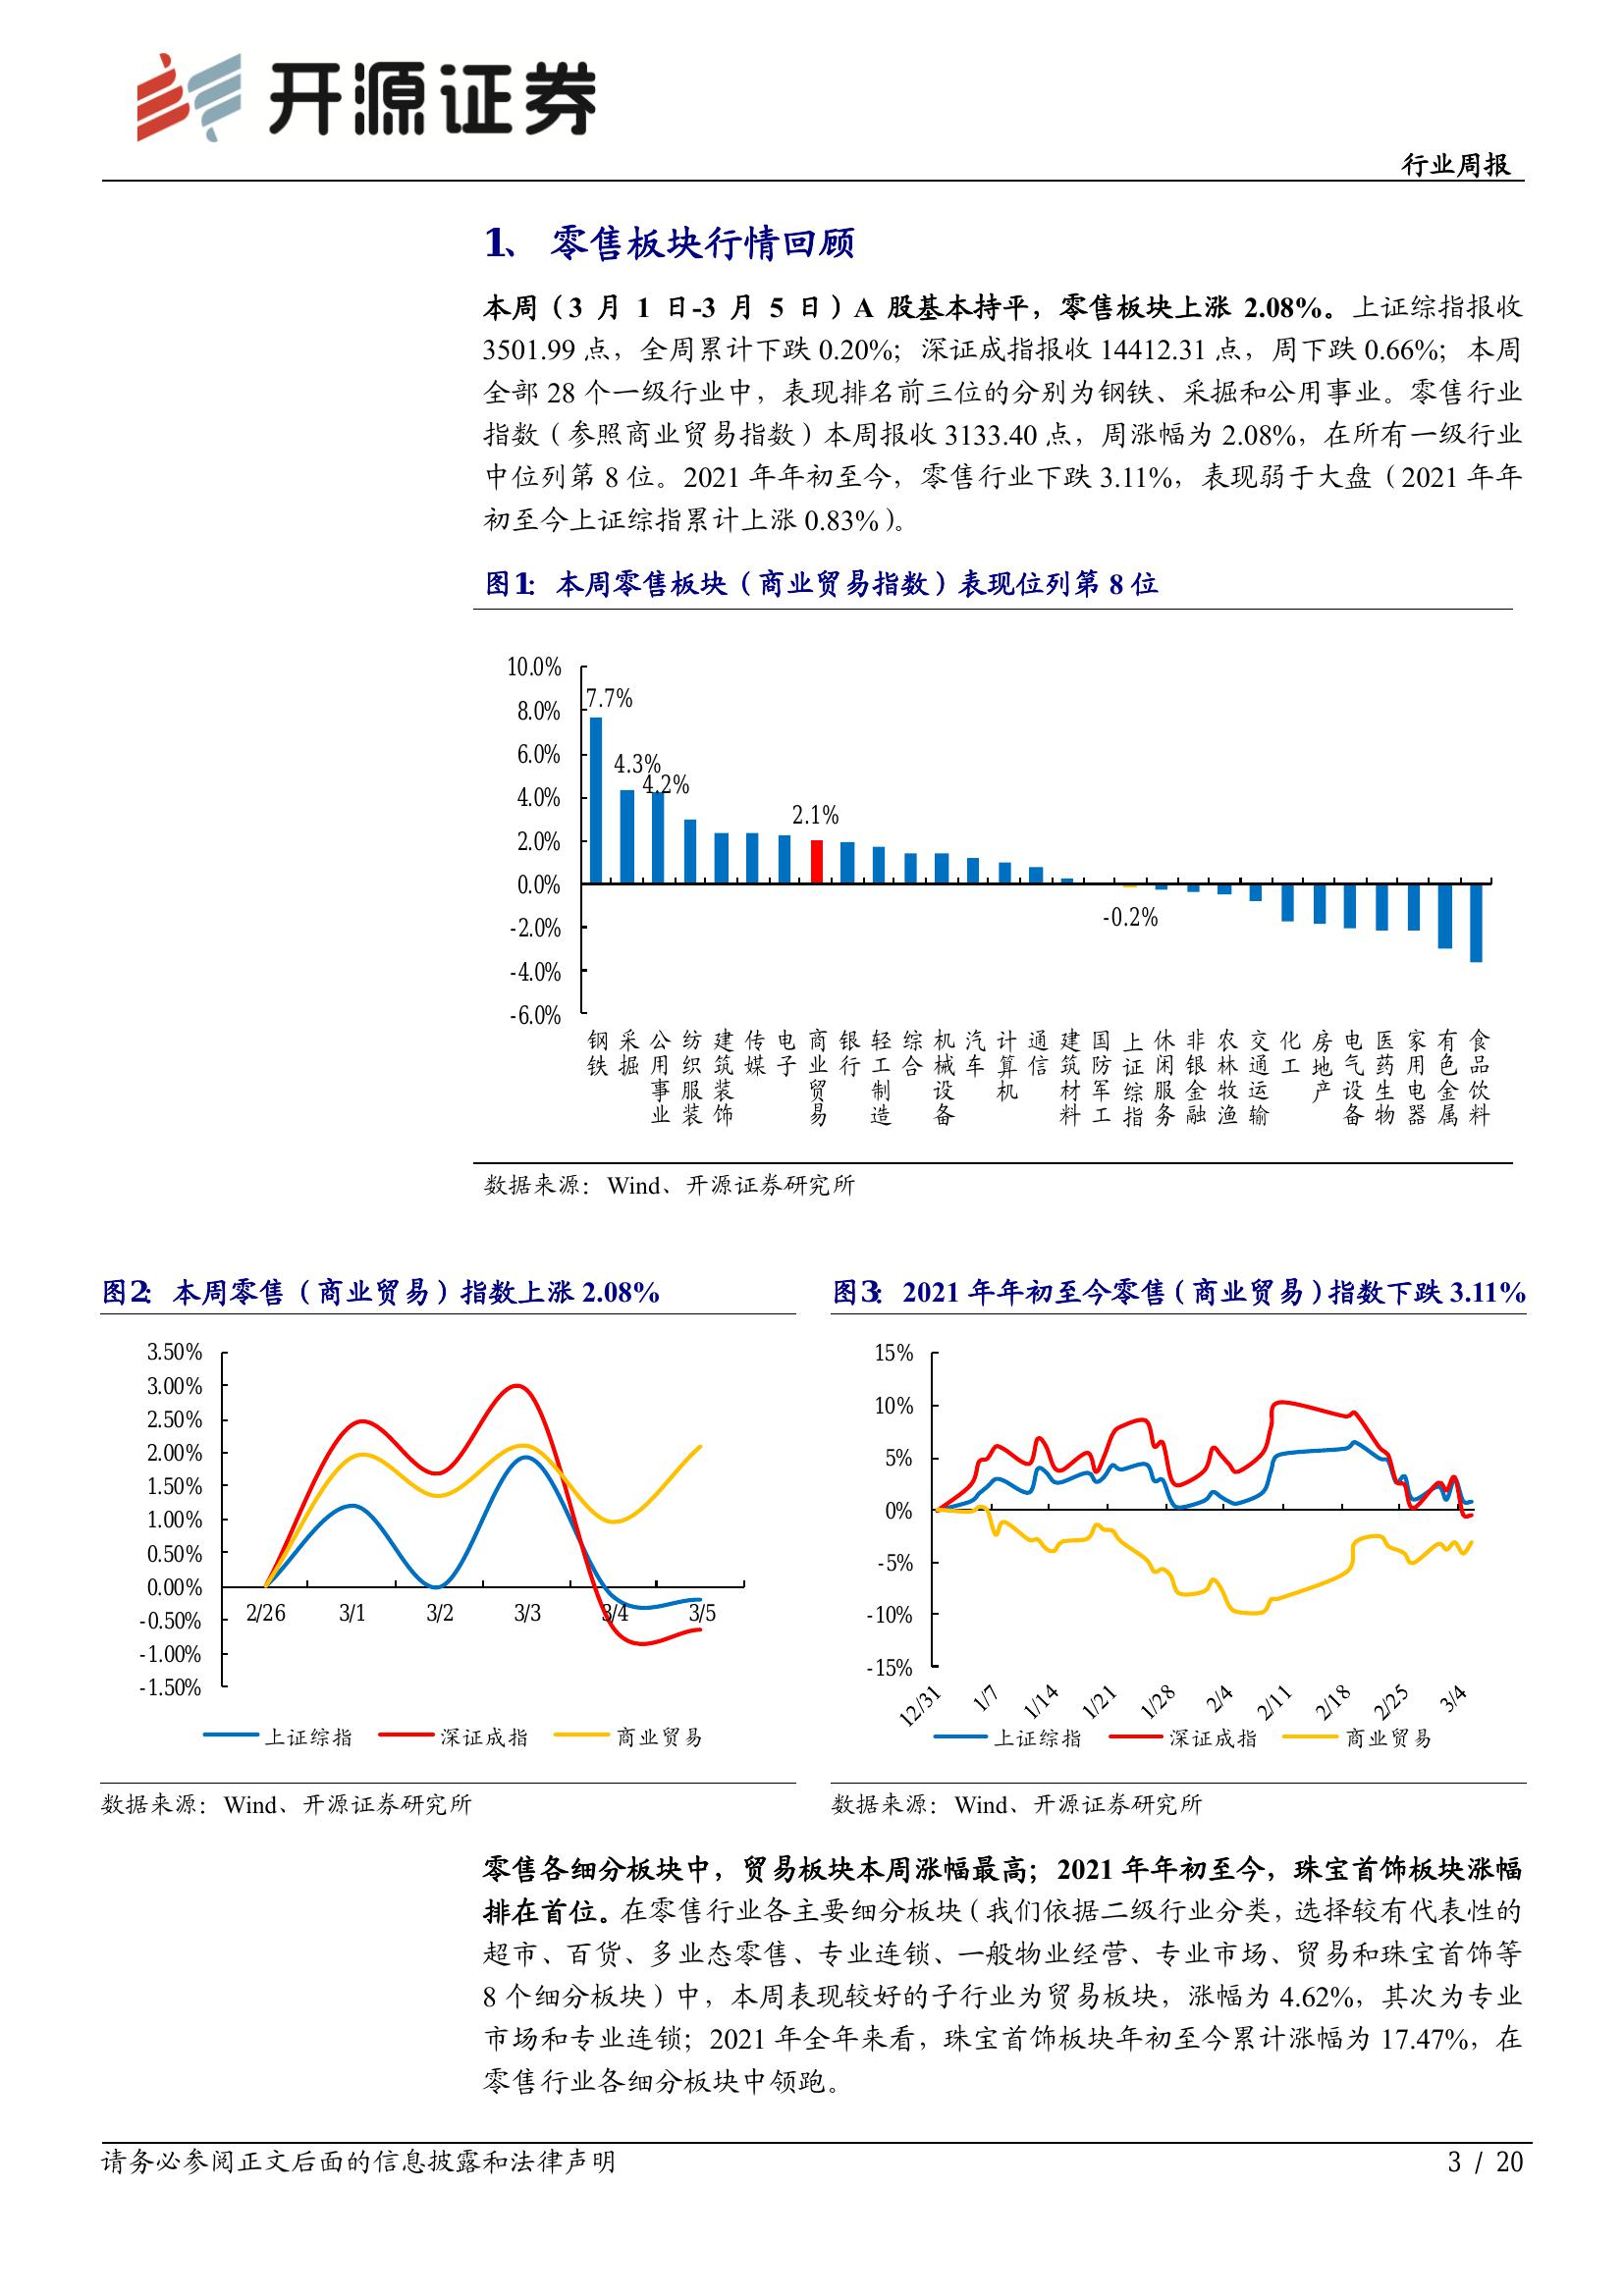 开源证券
行业周报
1、 零售板块行情回顾
本周（3 月 1 日-3 月 5 日）A 股基本持平，零售板块上涨 2.08%。上证综指报收
3501.99 点，全周累计下跌 0.20%；深证成指报收 14412.31 点，周下跌 0.66%；本周
全部 28 个一级行业中，表现排名前三位的分别为钢铁、采掘和公用事业。零售行业
指数（参照商业贸易指数）本周报收 3133.40 点，周涨幅为 2.08%，在所有一级行业
中位列第 8 位。2021 年年初至今，零售行业下跌 3.11%，表现弱于大盘（2021 年年
初至今上证综指累计上涨 0.83%）。
图1：本周零售板块（商业贸易指数）表现位列第 8 位
10.0%
8.0%
6.0%
4.0%
2.0%
0.0%
-2.0%
-4.0%
-6.0%
7.7%
4.3%
4.2%
2.1%
-0.2%
钢铁
采掘
公用事业
纺织服装
建筑装饰
传媒
电子
商业贸易
银行
轻工制造
综合
机械设备
汽车
计算机
通信
建筑材料
国防军工
上证综指
休闲服务
非银金融
农林牧渔
交通运输
化工
房地产
电气设备
医药生物
家用电器
有色金属
食品饮料
数据来源：Wind、开源证券研究所
图2：本周零售（商业贸易）指数上涨 2.08%
3.50%
3.00%
2.50%
2.00%
1.50%
1.00%
0.50%
0.00%
-0.50%
-1.00%
-1.50%
2/26 3/1 3/2 3/3 3/4 3/5
上证综指 深证成指 商业贸易
数据来源：Wind、开源证券研究所
图3：2021 年年初至今零售（商业贸易）指数下跌 3.11%
15%
10%
5%
0%
-5%
-10%
-15%
12/31 1/7 1/14 1/21 1/28 2/4 2/11 2/18 2/25 3/4
上证综指 深证成指 商业贸易
数据来源：Wind、开源证券研究所
零售各细分板块中，贸易板块本周涨幅最高；2021 年年初至今，珠宝首饰板块涨幅
排在首位。在零售行业各主要细分板块（我们依据二级行业分类，选择较有代表性的
超市、百货、多业态零售、专业连锁、一般物业经营、专业市场、贸易和珠宝首饰等
8 个细分板块）中，本周表现较好的子行业为贸易板块，涨幅为 4.62%，其次为专业
市场和专业连锁；2021 年全年来看，珠宝首饰板块年初至今累计涨幅为 17.47%，在
零售行业各细分板块中领跑。
请务必参阅正文后面的信息披露和法律声明
3 / 20